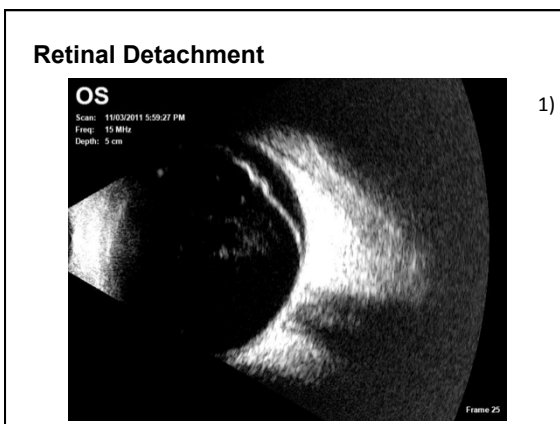 Retinal Detachment
OS
Scan: 11/03/2011 5:59:27 PM
Freq: 15 MHz
Depth: 5 cm
1)
Frame 25